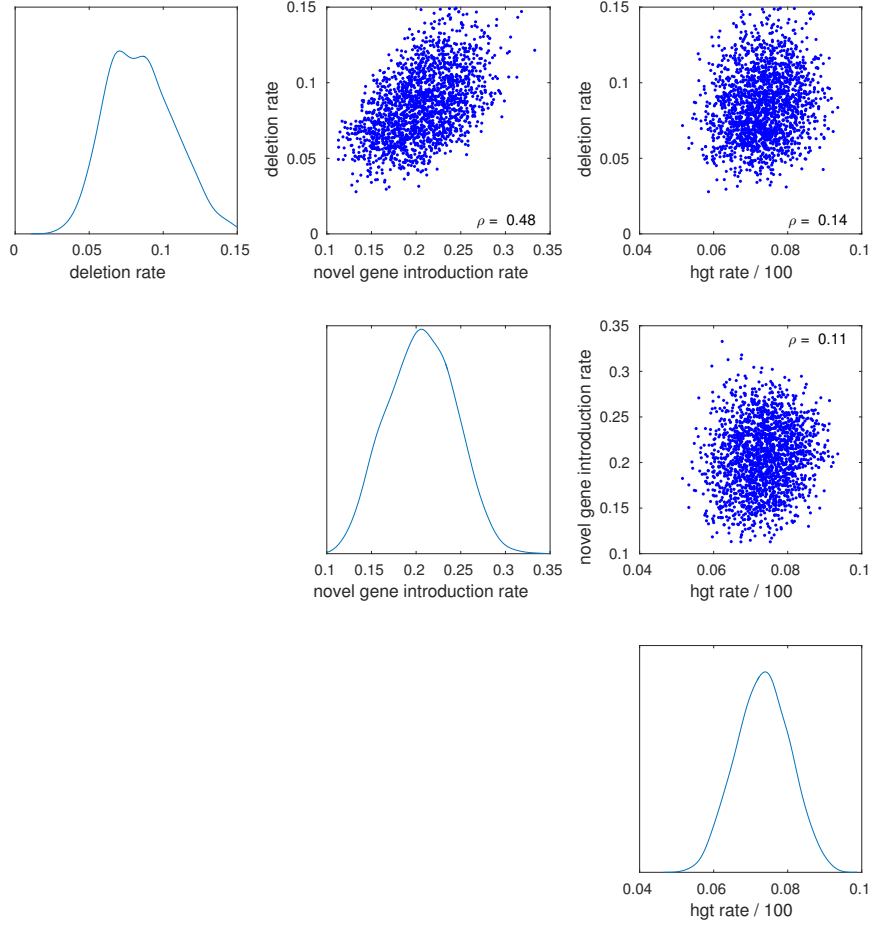 0 0.05 0.1 0.15
deletion rate
0.15
0.1
0.05
0
deletion rate
ρ = 0.48
0.1 0.15 0.2 0.25 0.3 0.35
novel gene introduction rate
0.15
0.1
0.05
0
deletion rate
ρ = 0.14
0.04 0.06 0.08 0.1
hgt rate / 100
0.1 0.15 0.2 0.25 0.3 0.35
novel gene introduction rate
0.35
0.3
0.25
0.2
0.15
0.1
novel gene introduction rate
ρ = 0.11
0.04 0.06 0.08 0.1
hgt rate / 100
0.04 0.06 0.08 0.1
hgt rate / 100